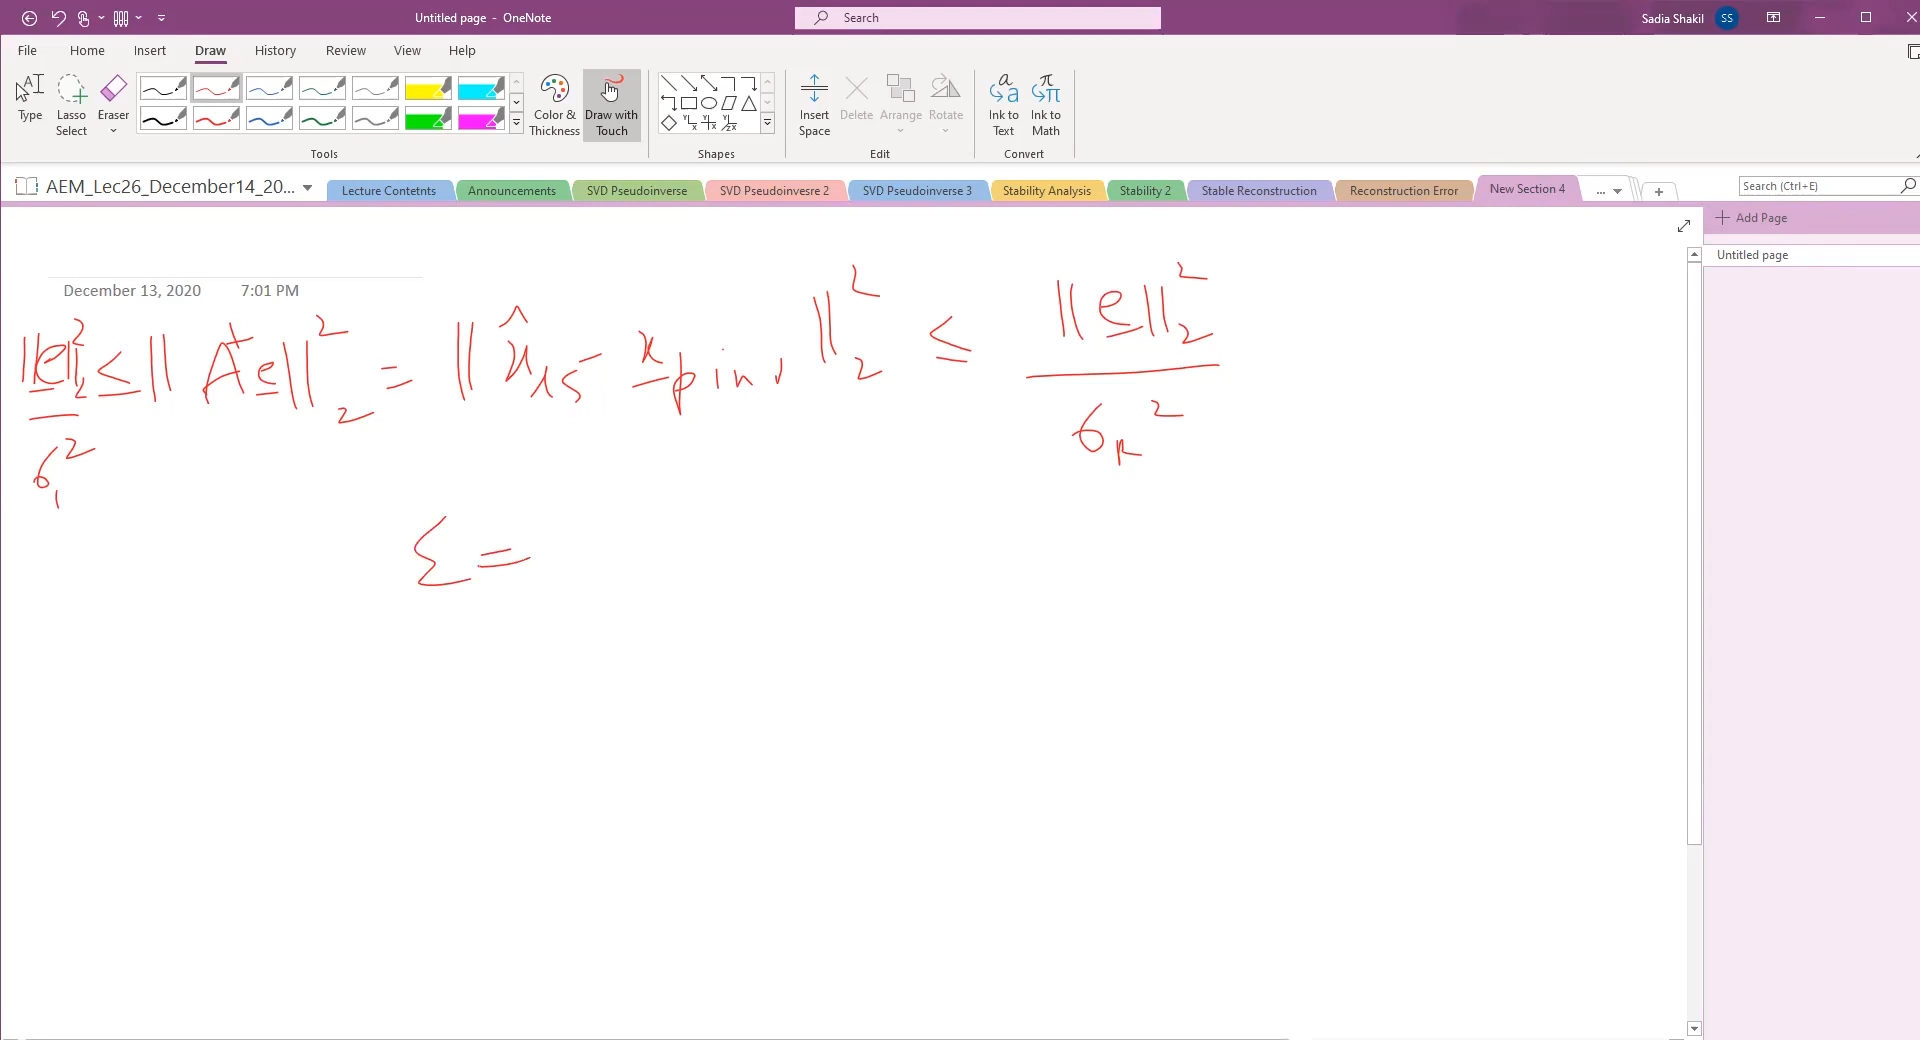 Untitled page - OneNote
Search
Sadia Shakil SS
File Home Insert Draw History Review View Help
Type
Lasso Select
Eraser
Color & Thickness
Draw with Touch
Insert Space
Delete
Arrange
Rotate
Ink to Text
Ink to Math
Tools
Shapes
Edit
Convert
AEM_Lec26_December14_20...
Lecture Contetnts
Announcements
SVD Pseudoinverse
SVD Pseudoinvesre 2
SVD Pseudoinverse 3
Stability Analysis
Stability 2
Stable Reconstruction
Reconstruction Error
New Section 4
...
Search (Ctrl+E)
Add Page
Untitled page
December 13, 2020 7:01 PM
‖e‖₂²/σ₁² ≤ ‖A⁺e‖₂² = ‖x̂_LS − x_pinv‖₂² ≤ ‖e‖₂²/σ_R²
Σ =